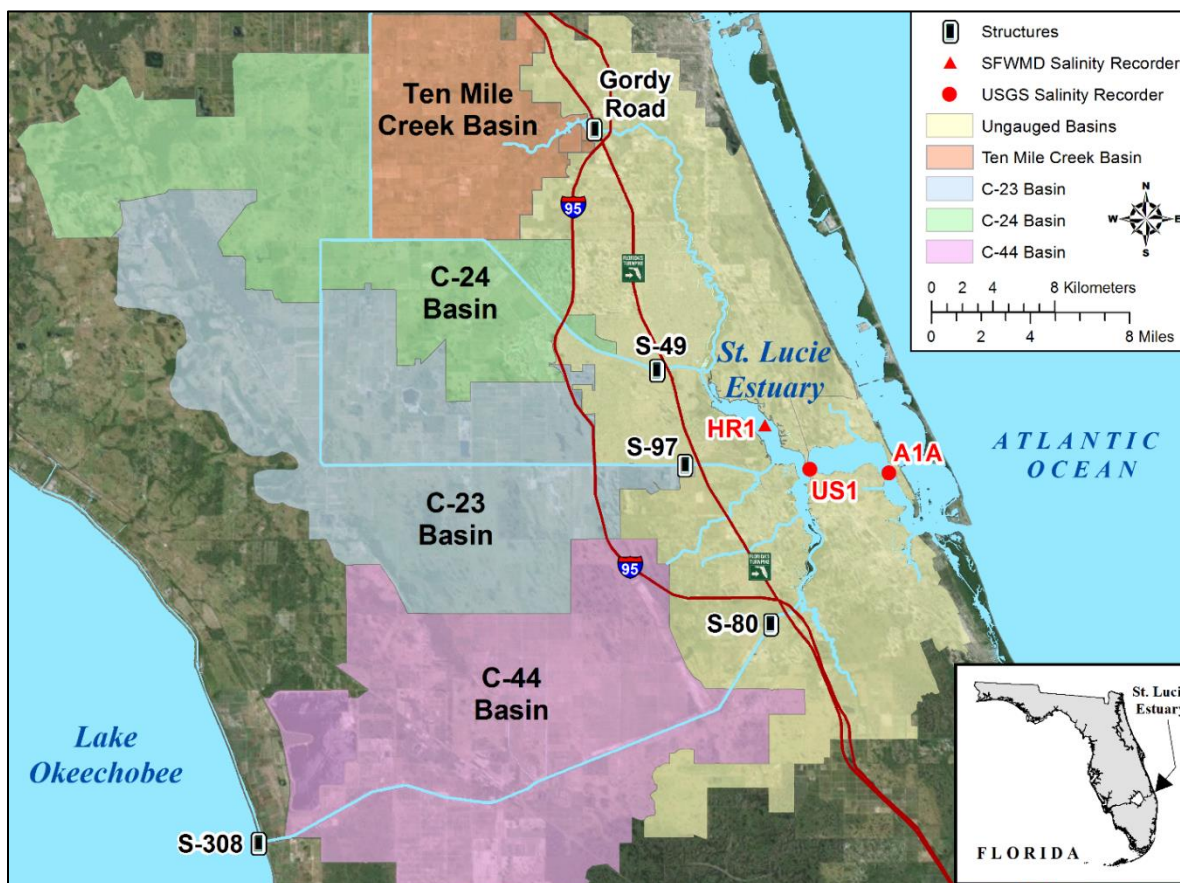 Structures
SFWMD Salinity Recorder
USGS Salinity Recorder
Ungauged Basins
Ten Mile Creek Basin
C-23 Basin
C-24 Basin
C-44 Basin
N
W E
S
0 2 4 8 Kilometers
0 2 4 8 Miles
Ten Mile
Creek Basin
Gordy
Road
95
C-24
Basin
S-49
St. Lucie
Estuary
HR1
S-97
A1A
US1
ATLANTIC
OCEAN
C-23
Basin
95
S-80
C-44
Basin
Lake
Okeechobee
S-308
St. Lucie
Estuary
FLORIDA